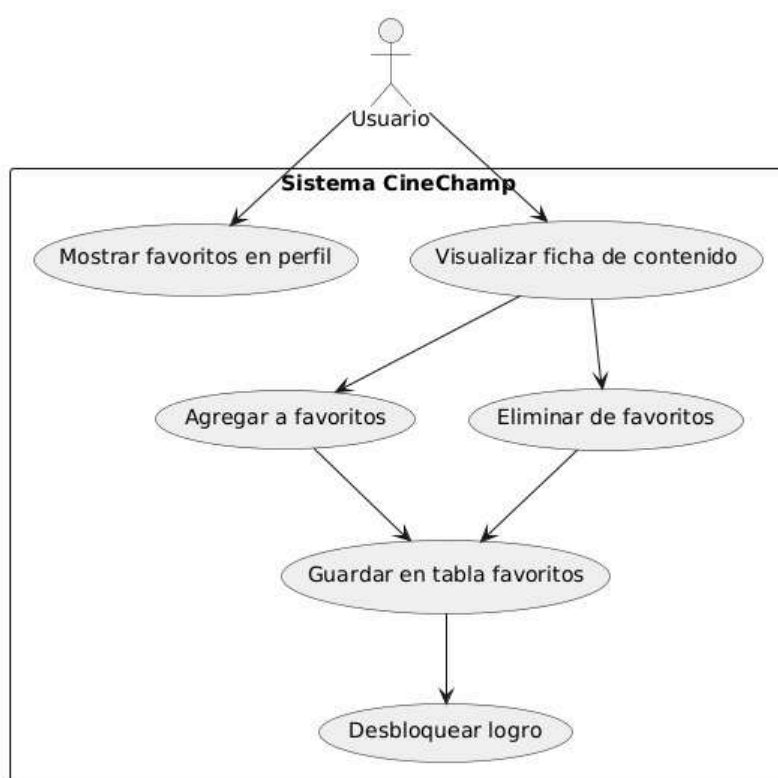 Usuario
Sistema CineChamp
Mostrar favoritos en perfil
Visualizar ficha de contenido
Agregar a favoritos
Eliminar de favoritos
Guardar en tabla favoritos
Desbloquear logro